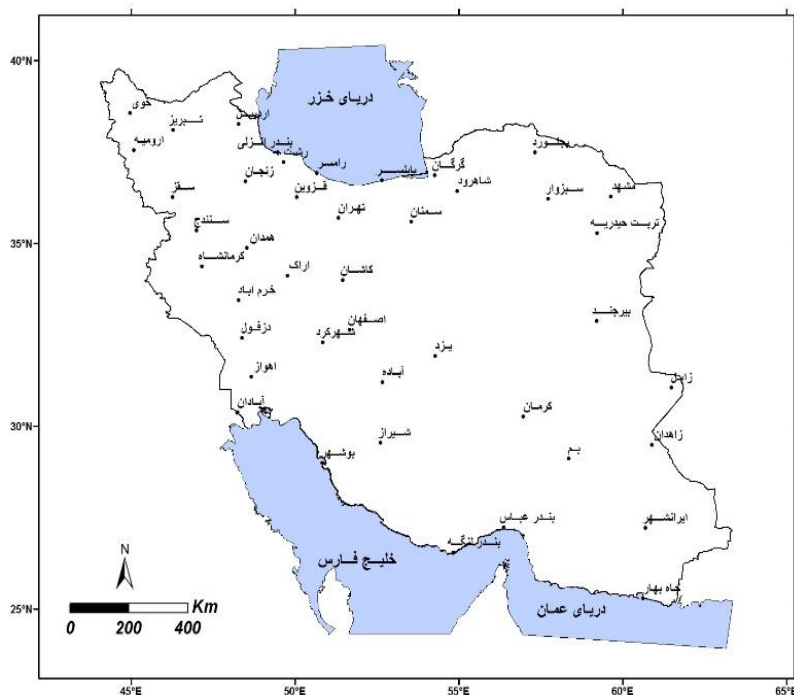 40°N
35°N
30°N
25°N
45°E
50°E
55°E
60°E
65°E
دریای خزر
خوی
تبریز
اردبیل
ارومیه
بندر انزلی
رشت
رامسر
بابلسر
گرگان
بجنورد
زنجان
قزوین
شاهرود
سبزوار
مشهد
سقز
تهران
سمنان
تربت حیدریه
سنندج
همدان
کرمانشاه
اراک
کاشان
خرم آباد
بیرجند
دزفول
شهرکرد
اصفهان
یزد
اهواز
آباده
زابل
آبادان
کرمان
شیراز
زاهدان
بوشهر
بم
بندر عباس
ایرانشهر
بندرلنگه
خلیج فارس
چاه بهار
دریای عمان
N
Km
0 200 400